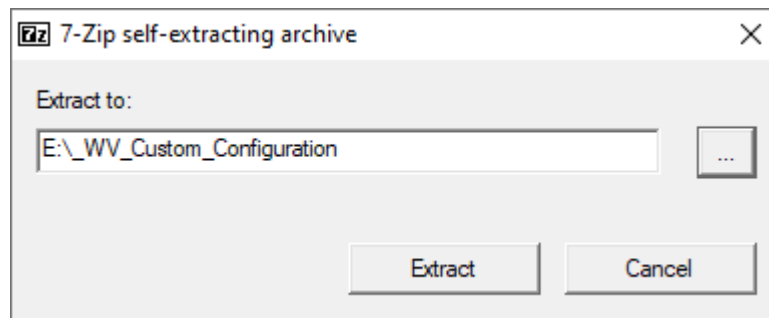 7z 7-Zip self-extracting archive
Extract to:
E:\_WV_Custom_Configuration
...
Extract Cancel